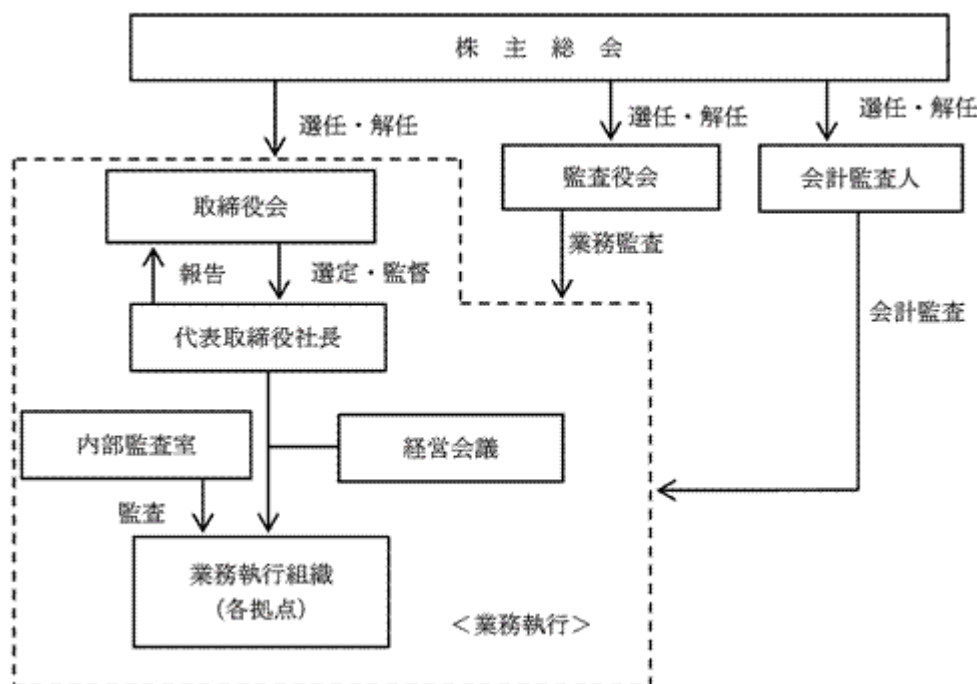 株 主 総 会
選任・解任
選任・解任
選任・解任
取締役会
監査役会
会計監査人
報告
選定・監督
業務監査
代表取締役社長
会計監査
内部監査室
経営会議
監査
業務執行組織
(各拠点)
<業務執行>